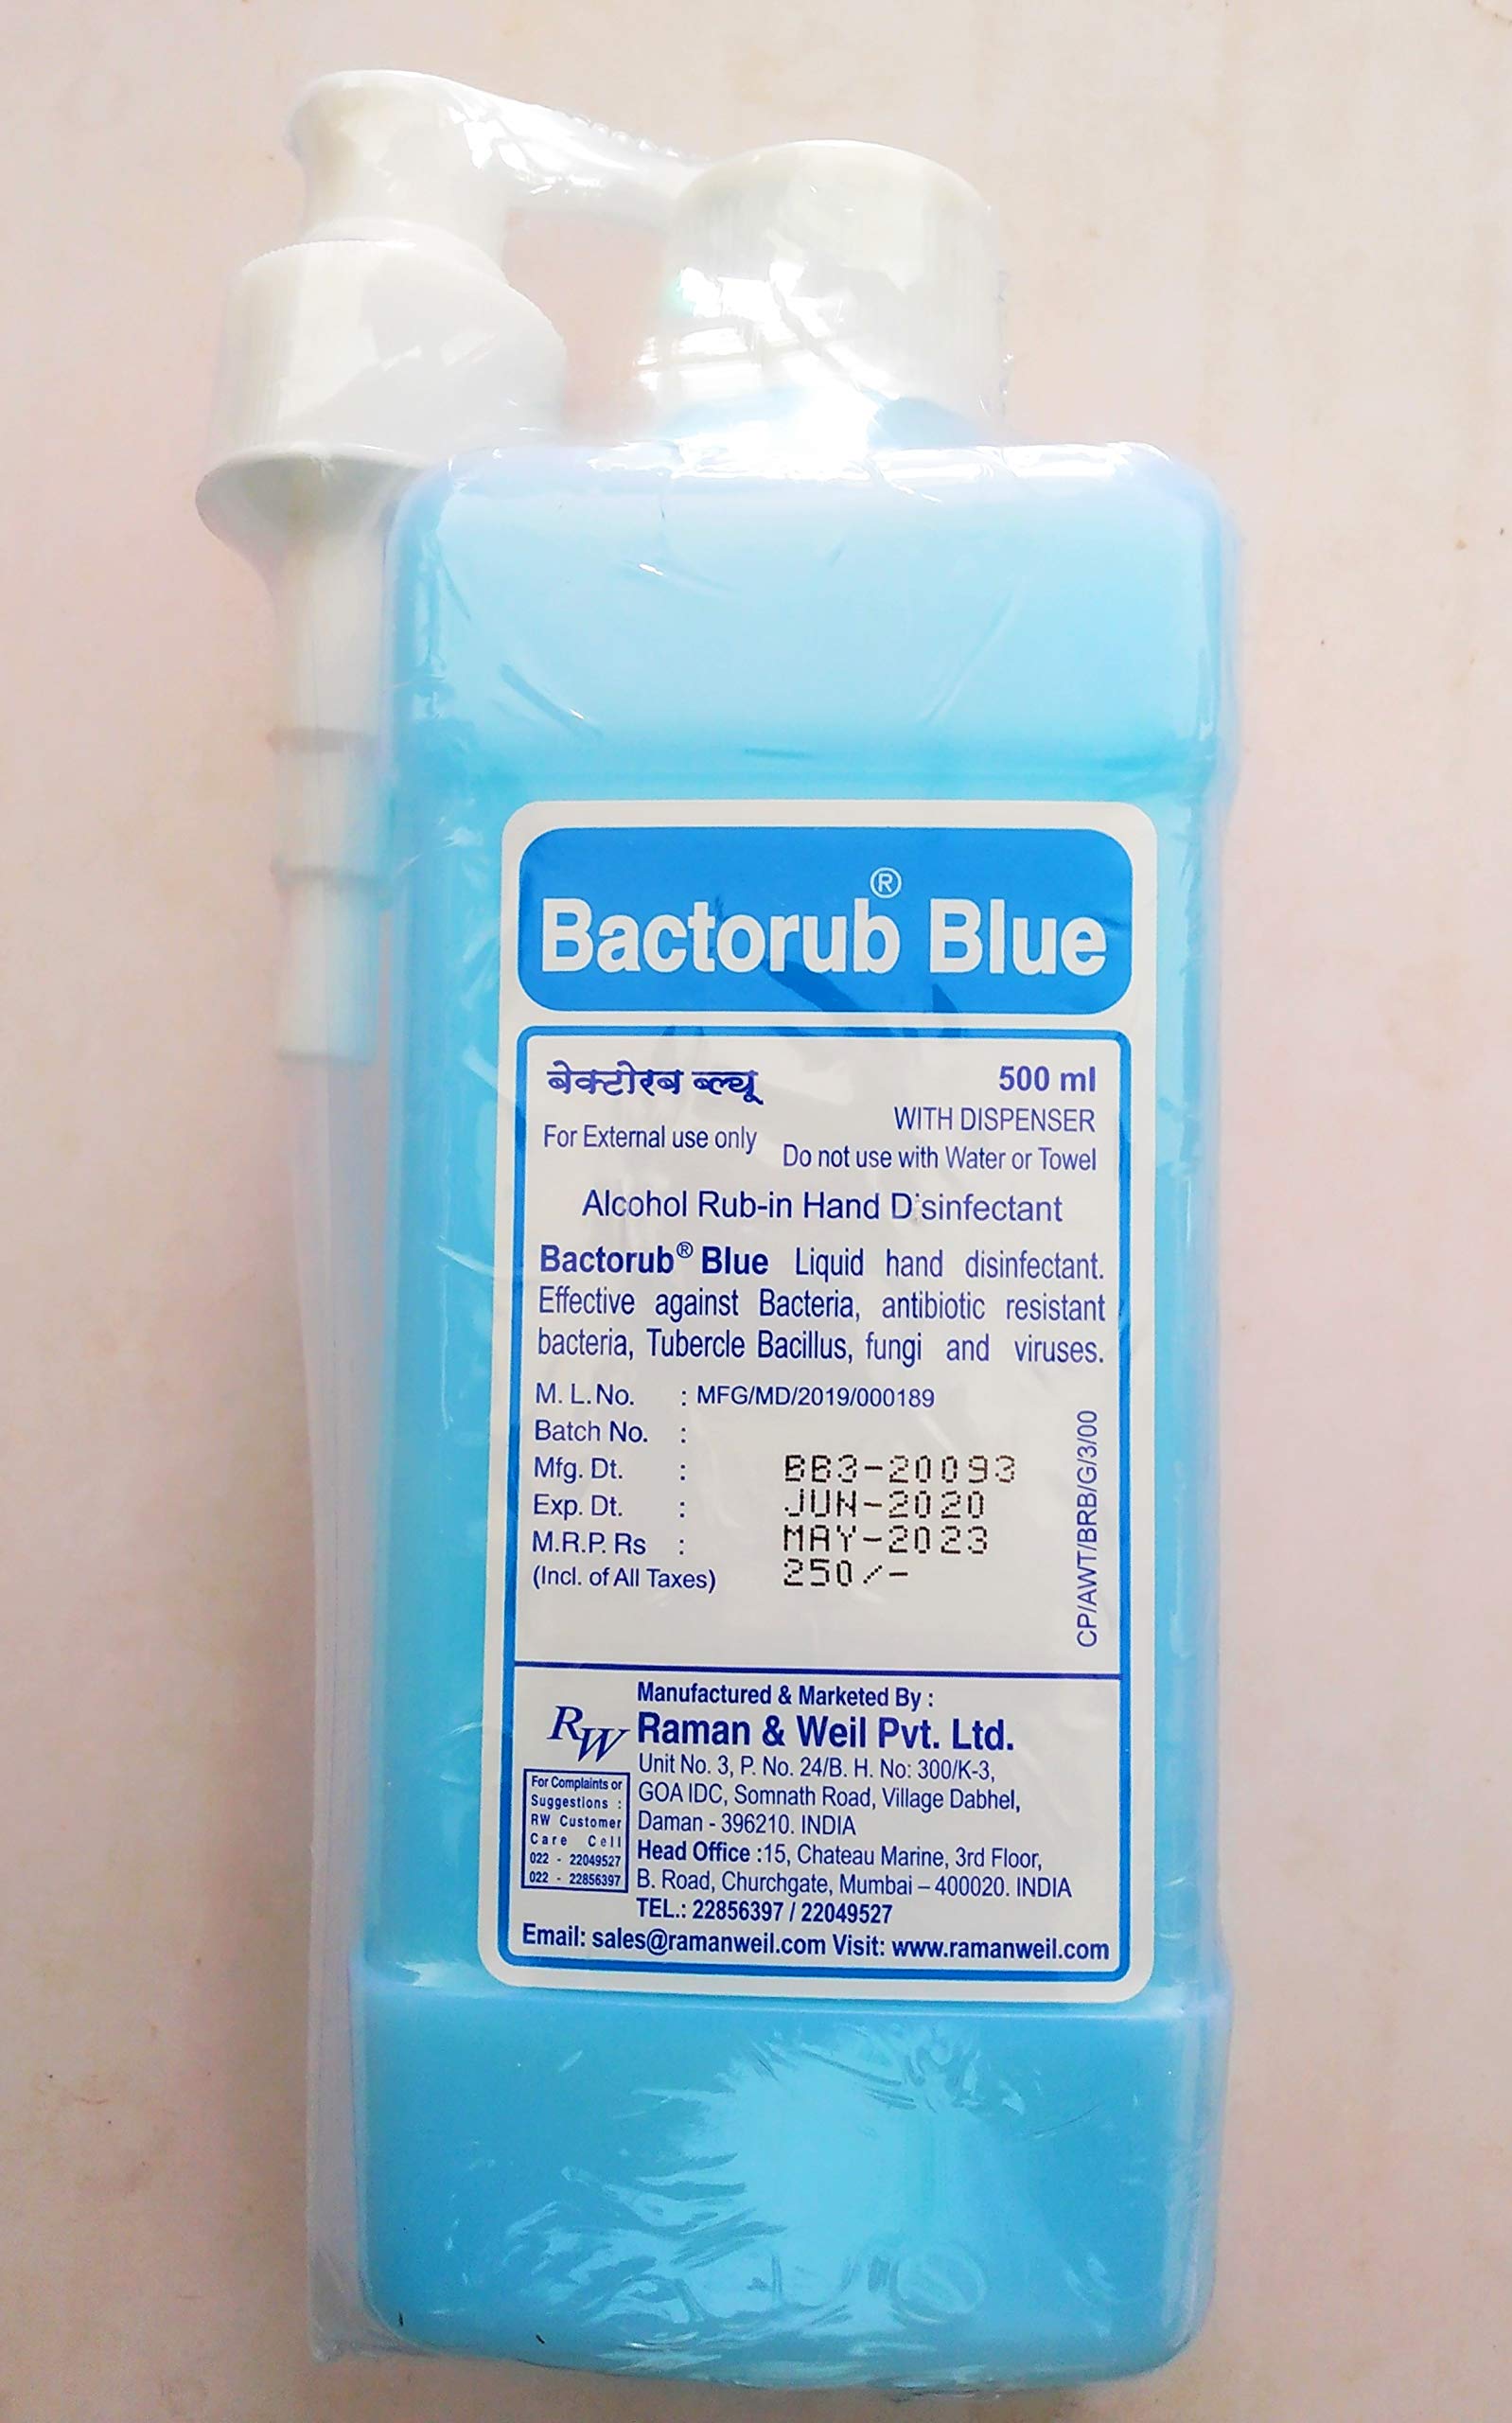 Bactorub® Blue
बेक्टोरब ब्ल्यू
500 ml
WITH DISPENSER
For External use only
Do not use with Water or Towel
Alcohol Rub-in Hand Disinfectant
Bactorub® Blue Liquid hand disinfectant.
Effective against Bacteria, antibiotic resistant
bacteria, Tubercle Bacillus, fungi and viruses.
M. L. No. : MFG/MD/2019/000189
Batch No. :
Mfg. Dt. : BB3-20093
Exp. Dt. : JUN-2020
M.R.P. Rs : MAY-2023
(Incl. of All Taxes) 250/-
CP/AWT/BRB/G/3/00
Manufactured & Marketed By :
RW Raman & Weil Pvt. Ltd.
Unit No. 3, P. No. 24/B. H. No: 300/K-3,
GOA IDC, Somnath Road, Village Dabhel,
Daman - 396210. INDIA
Head Office :15, Chateau Marine, 3rd Floor,
B. Road, Churchgate, Mumbai – 400020. INDIA
TEL.: 22856397 / 22049527
For Complaints or
Suggestions :
RW Customer
Care Cell
022 - 22049527
022 - 22856397
Email: sales@ramanweil.com Visit: www.ramanweil.com